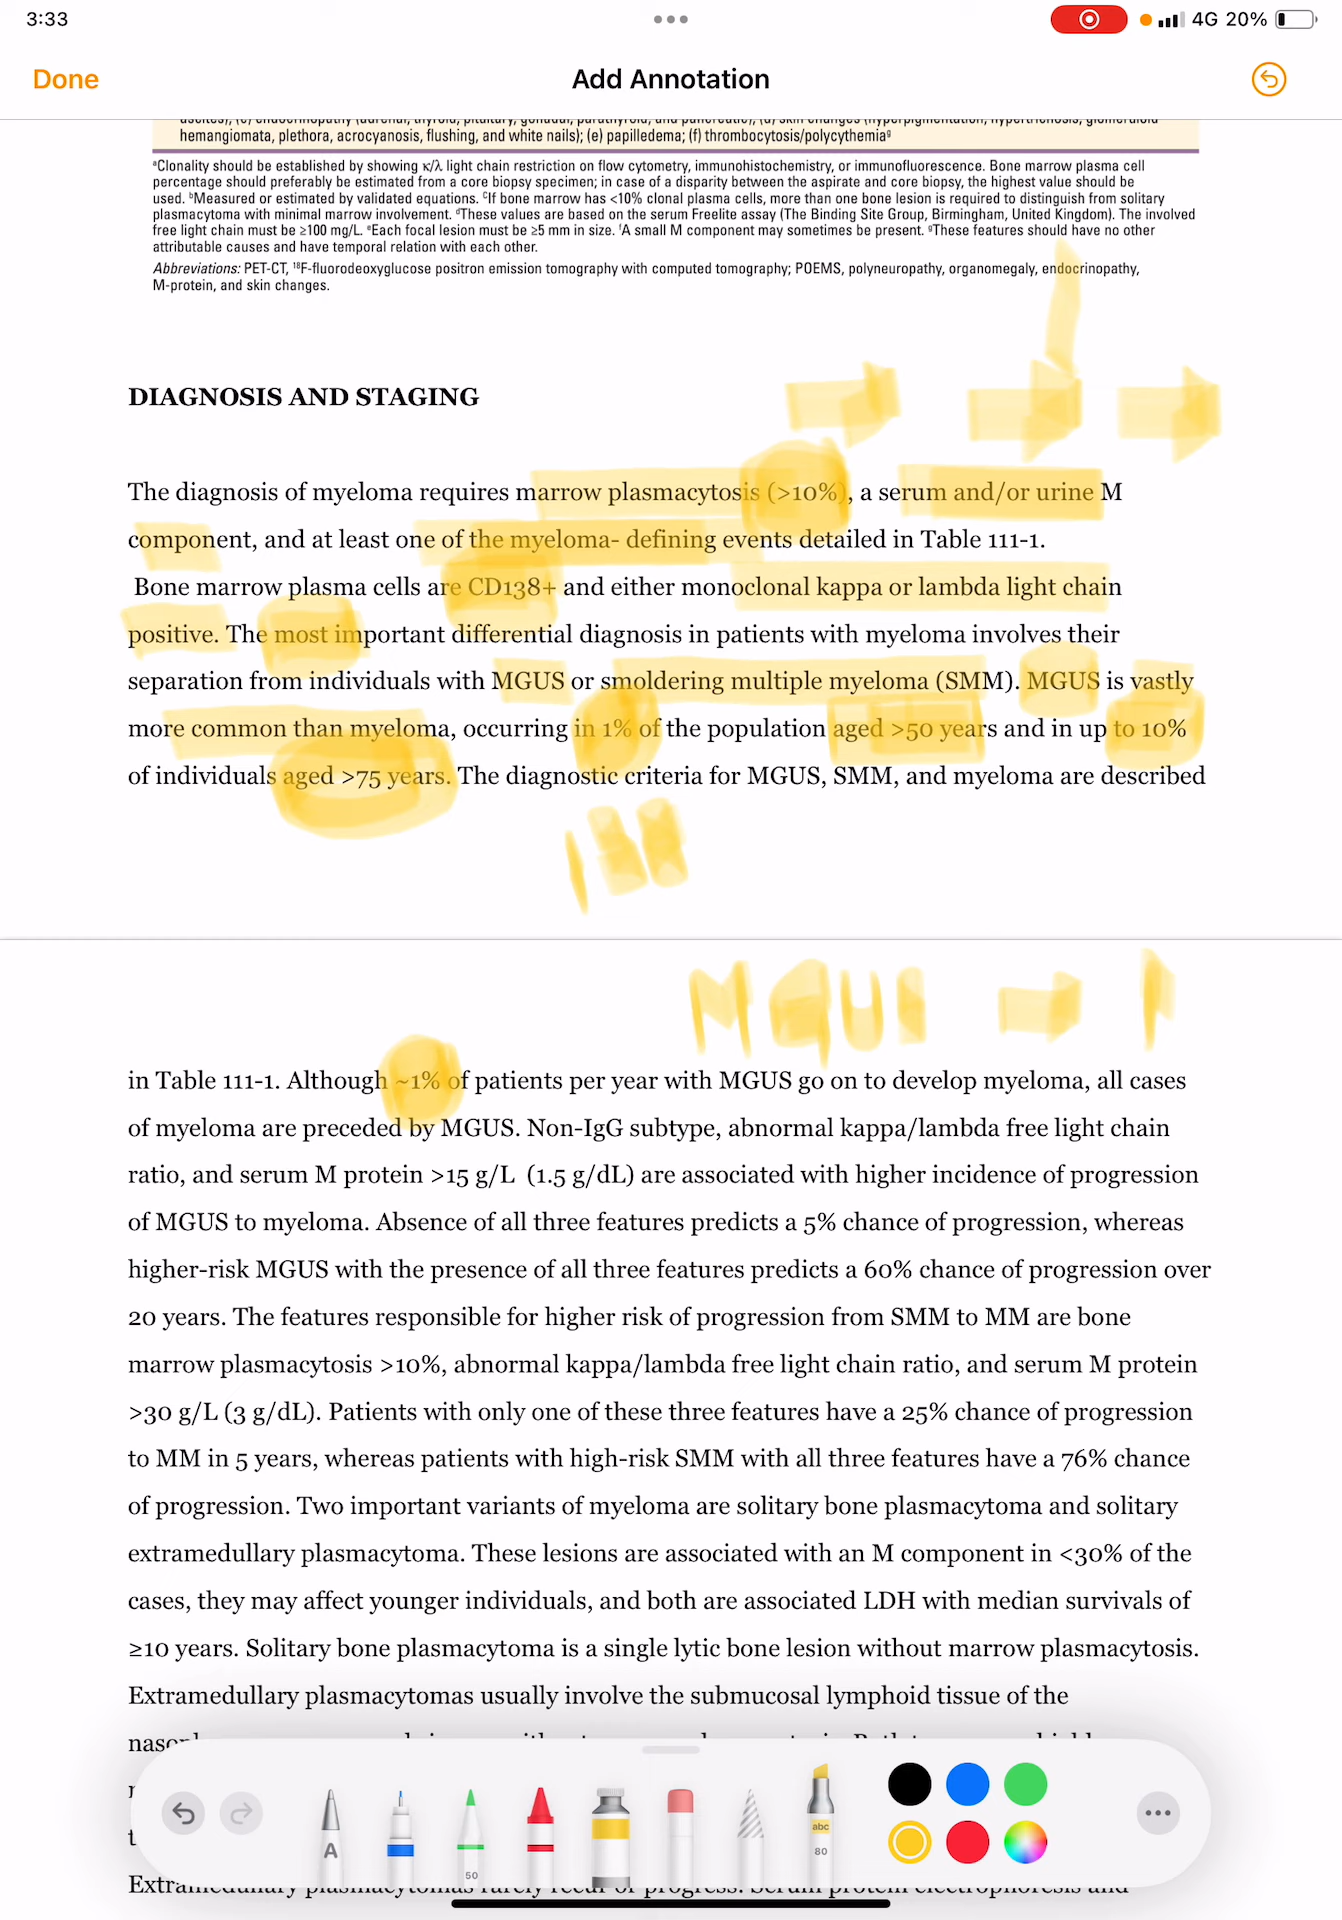 3:33
4G 20%
Done
Add Annotation
hemangiomata, plethora, acrocyanosis, flushing, and white nails); (e) papilledema; (f) thrombocytosis/polycythemiaᵍ
ᵃClonality should be established by showing κ/λ light chain restriction on flow cytometry, immunohistochemistry, or immunofluorescence. Bone marrow plasma cell
percentage should preferably be estimated from a core biopsy specimen; in case of a disparity between the aspirate and core biopsy, the highest value should be
used. ᵇMeasured or estimated by validated equations. ᶜIf bone marrow has <10% clonal plasma cells, more than one bone lesion is required to distinguish from solitary
plasmacytoma with minimal marrow involvement. ᵈThese values are based on the serum Freelite assay (The Binding Site Group, Birmingham, United Kingdom). The involved
free light chain must be ≥100 mg/L. ᵉEach focal lesion must be ≥5 mm in size. ᶠA small M component may sometimes be present. ᵍThese features should have no other
attributable causes and have temporal relation with each other.
Abbreviations: PET-CT, ¹⁸F-fluorodeoxyglucose positron emission tomography with computed tomography; POEMS, polyneuropathy, organomegaly, endocrinopathy,
M-protein, and skin changes.
DIAGNOSIS AND STAGING
The diagnosis of myeloma requires marrow plasmacytosis (>10%), a serum and/or urine M
component, and at least one of the myeloma- defining events detailed in Table 111-1.
Bone marrow plasma cells are CD138+ and either monoclonal kappa or lambda light chain
positive. The most important differential diagnosis in patients with myeloma involves their
separation from individuals with MGUS or smoldering multiple myeloma (SMM). MGUS is vastly
more common than myeloma, occurring in 1% of the population aged >50 years and in up to 10%
of individuals aged >75 years. The diagnostic criteria for MGUS, SMM, and myeloma are described
MGUS → 1
in Table 111-1. Although ~1% of patients per year with MGUS go on to develop myeloma, all cases
of myeloma are preceded by MGUS. Non-IgG subtype, abnormal kappa/lambda free light chain
ratio, and serum M protein >15 g/L (1.5 g/dL) are associated with higher incidence of progression
of MGUS to myeloma. Absence of all three features predicts a 5% chance of progression, whereas
higher-risk MGUS with the presence of all three features predicts a 60% chance of progression over
20 years. The features responsible for higher risk of progression from SMM to MM are bone
marrow plasmacytosis >10%, abnormal kappa/lambda free light chain ratio, and serum M protein
>30 g/L (3 g/dL). Patients with only one of these three features have a 25% chance of progression
to MM in 5 years, whereas patients with high-risk SMM with all three features have a 76% chance
of progression. Two important variants of myeloma are solitary bone plasmacytoma and solitary
extramedullary plasmacytoma. These lesions are associated with an M component in <30% of the
cases, they may affect younger individuals, and both are associated LDH with median survivals of
≥10 years. Solitary bone plasmacytoma is a single lytic bone lesion without marrow plasmacytosis.
Extramedullary plasmacytomas usually involve the submucosal lymphoid tissue of the
A
50
abc
80